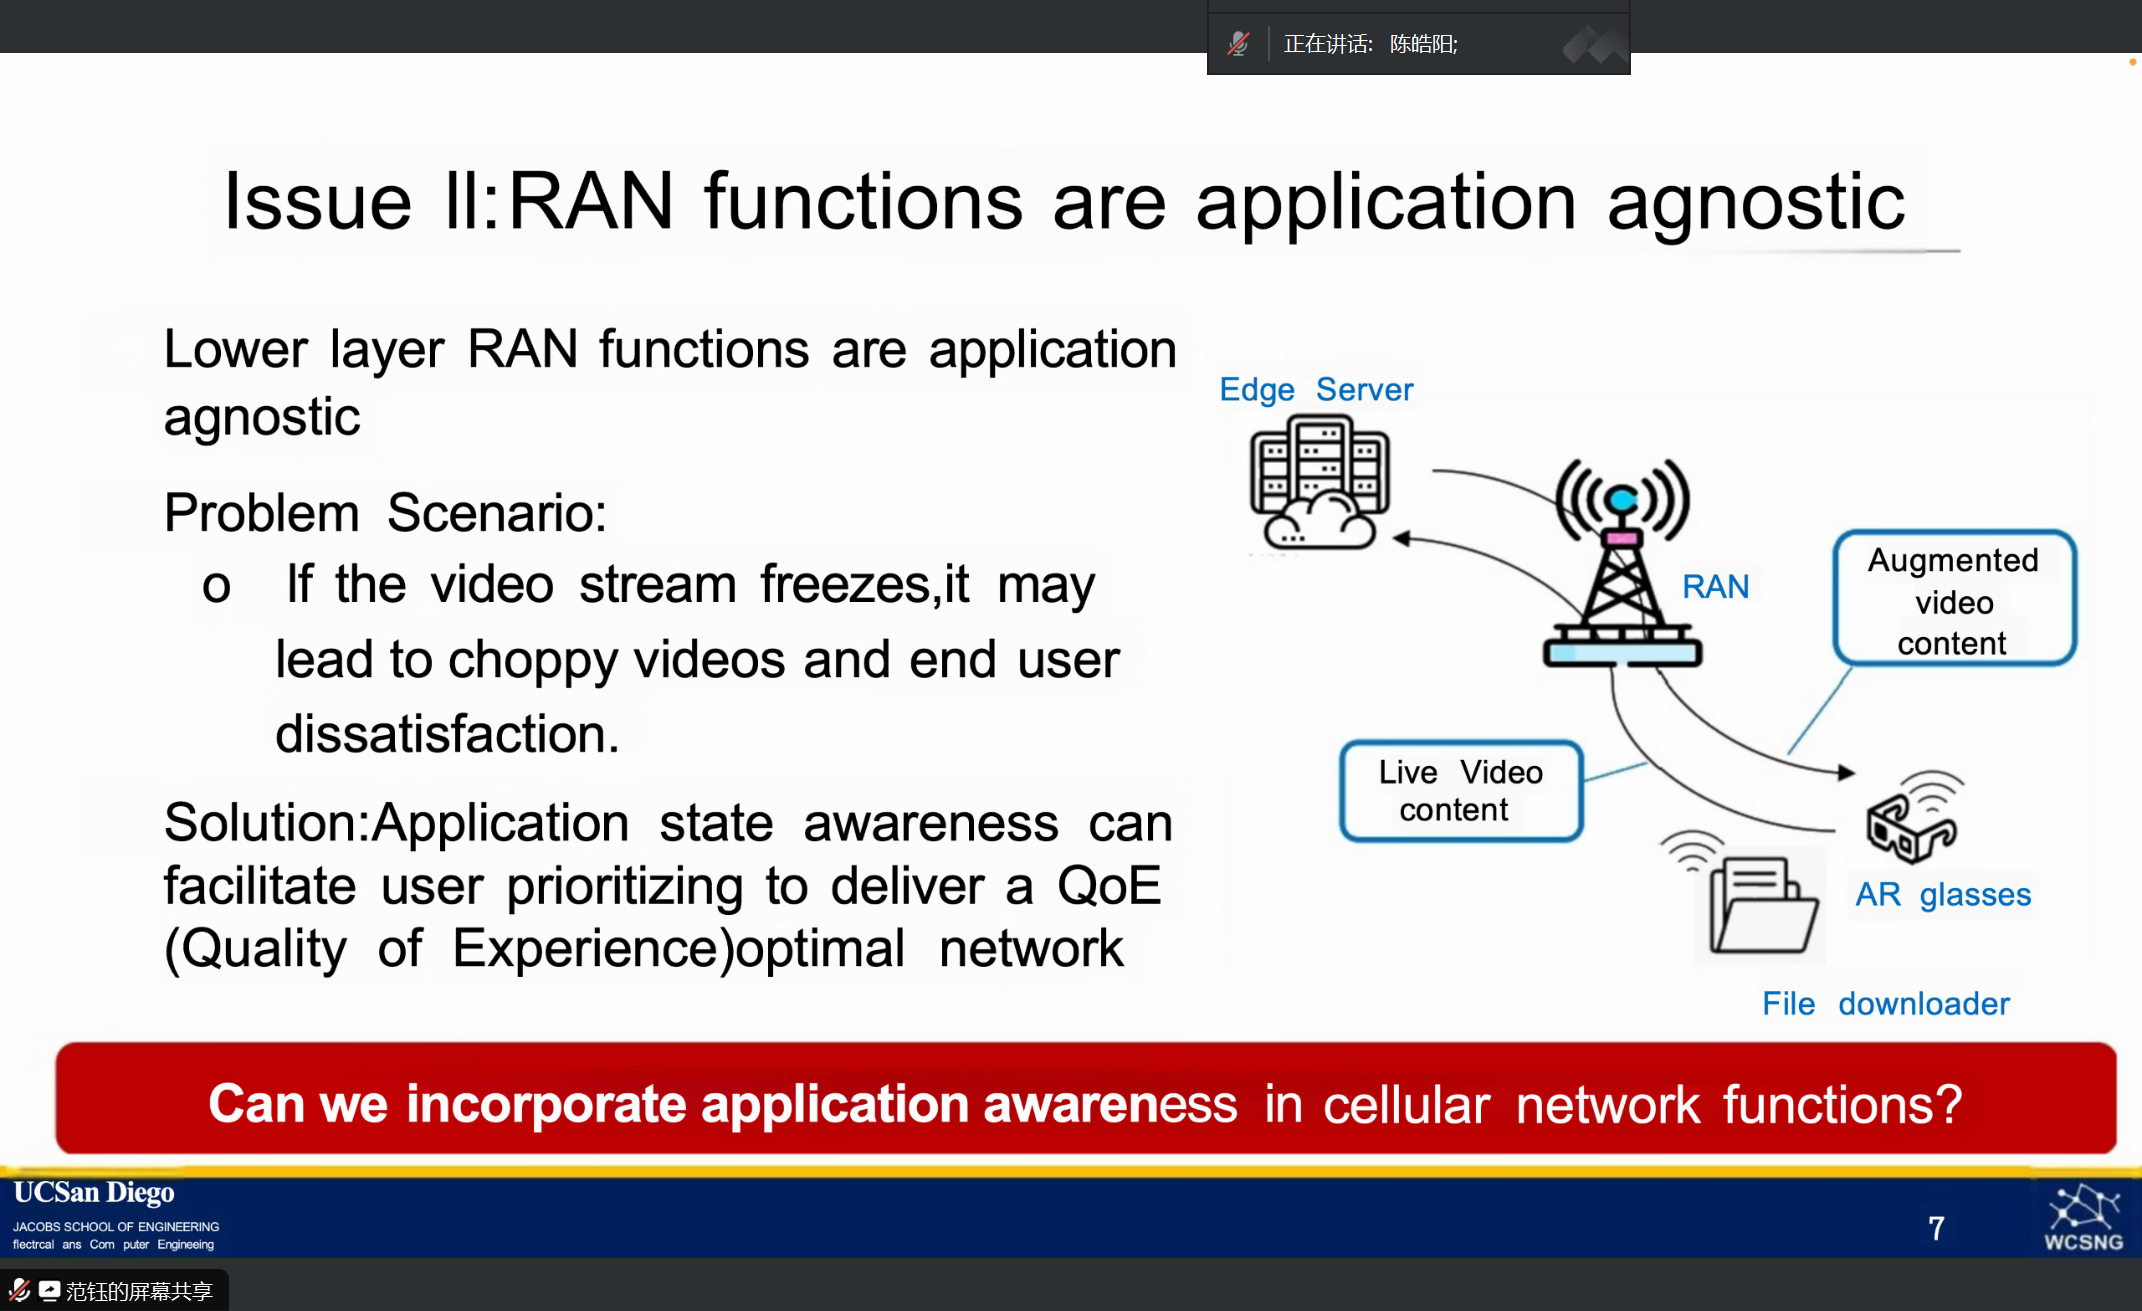 正在讲话: 陈皓阳;
Issue II:RAN functions are application agnostic
Lower layer RAN functions are application
agnostic
Problem Scenario:
o If the video stream freezes,it may
lead to choppy videos and end user
dissatisfaction.
Solution:Application state awareness can
facilitate user prioritizing to deliver a QoE
(Quality of Experience)optimal network
Edge Server
RAN
Augmented
video
content
Live Video
content
AR glasses
File downloader
Can we incorporate application awareness in cellular network functions?
UCSan Diego
JACOBS SCHOOL OF ENGINEERING
flectrcal ans Com puter Engineeing
7
WCSNG
范钰的屏幕共享